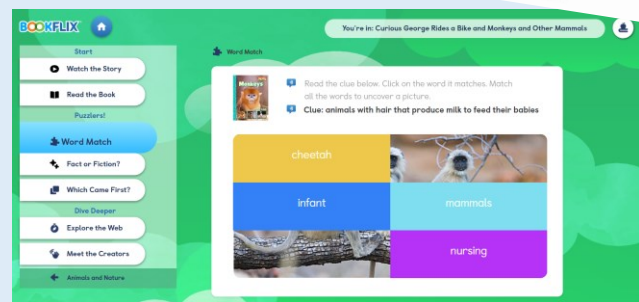 BOOKFLIX
You're in: Curious George Rides a Bike and Monkeys and Other Mammals
Start
Watch the Story
Read the Book
Puzzlers!
Word Match
Fact or Fiction?
Which Came First?
Dive Deeper
Explore the Web
Meet the Creators
Animals and Nature
Word Match
Monkeys
Read the clue below. Click on the word it matches. Match
all the words to uncover a picture.
Clue: animals with hair that produce milk to feed their babies
cheetah
infant
mammals
nursing